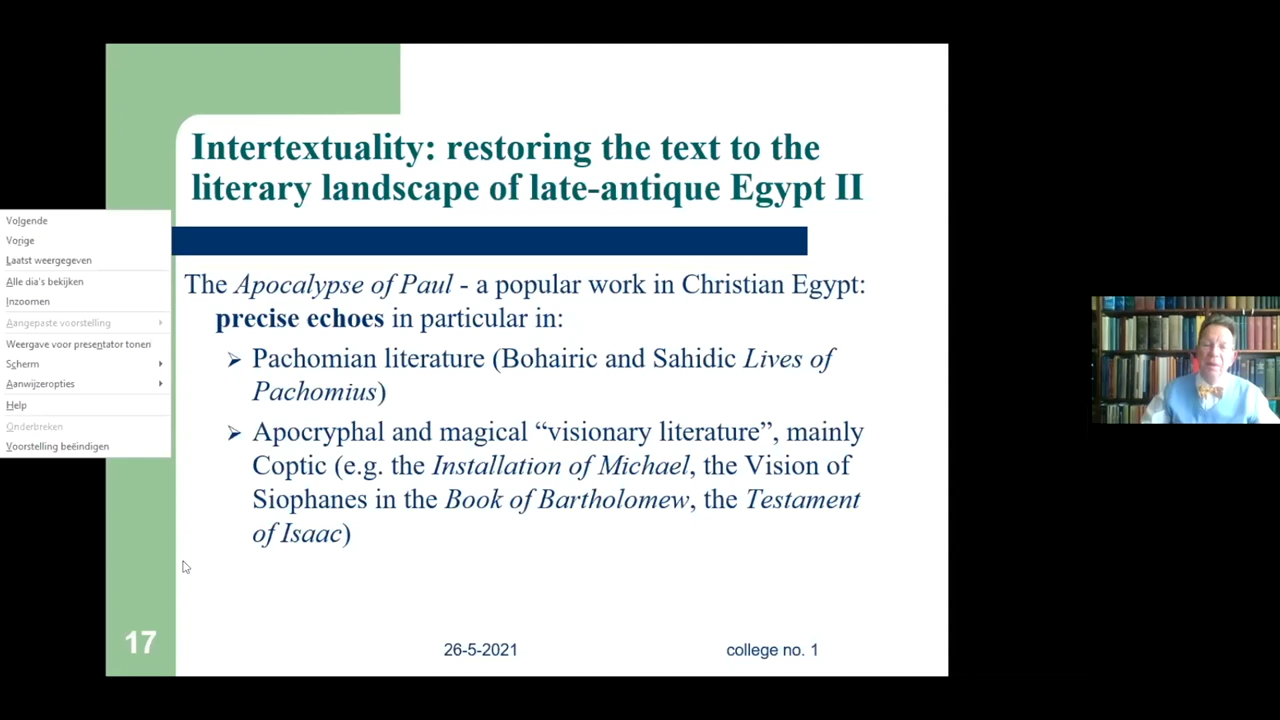 Intertextuality: restoring the text to the
literary landscape of late-antique Egypt II
Volgende
Vorige
Laatst weergegeven
Alle dia's bekijken
Inzoomen
Aangepaste voorstelling
Weergave voor presentator tonen
Scherm
Aanwijzeropties
Help
Onderbreken
Voorstelling beëindigen
The Apocalypse of Paul - a popular work in Christian Egypt:
precise echoes in particular in:
Pachomian literature (Bohairic and Sahidic Lives of
Pachomius)
Apocryphal and magical “visionary literature”, mainly
Coptic (e.g. the Installation of Michael, the Vision of
Siophanes in the Book of Bartholomew, the Testament
of Isaac)
17
26-5-2021
college no. 1